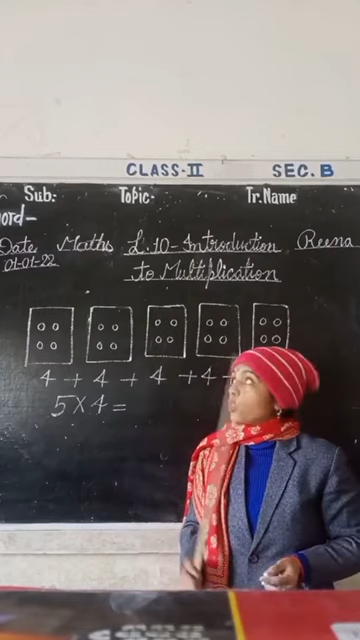 CLASS-II SEC. B
Sub: Topic- Tr. Name
Date Maths L.10- Introduction Reena
01-01-22 to Multiplication
4 + 4 + 4 + 4 +
5 × 4 =